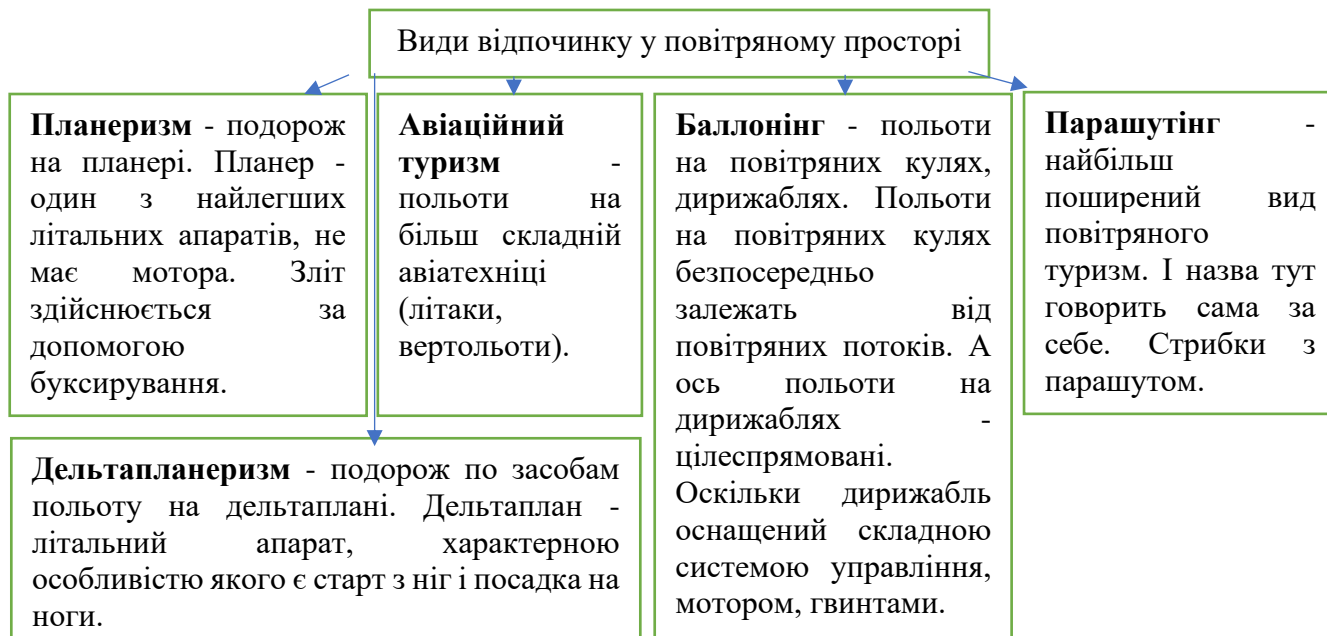 Види відпочинку у повітряному просторі
Планеризм - подорож
на планері. Планер -
один з найлегших
літальних апаратів, не
має мотора. Зліт
здійснюється за
допомогою
буксирування.
Авіаційний
туризм -
польоти на
більш складній
авіатехніці
(літаки,
вертольоти).
Баллонінг - польоти
на повітряних кулях,
дирижаблях. Польоти
на повітряних кулях
безпосередньо
залежать від
повітряних потоків. А
ось польоти на
дирижаблях -
цілеспрямовані.
Оскільки дирижабль
оснащений складною
системою управління,
мотором, гвинтами.
Парашутінг -
найбільш
поширений вид
повітряного
туризм. І назва тут
говорить сама за
себе. Стрибки з
парашутом.
Дельтапланеризм - подорож по засобам
польоту на дельтаплані. Дельтаплан -
літальний апарат, характерною
особливістю якого є старт з ніг і посадка на
ноги.